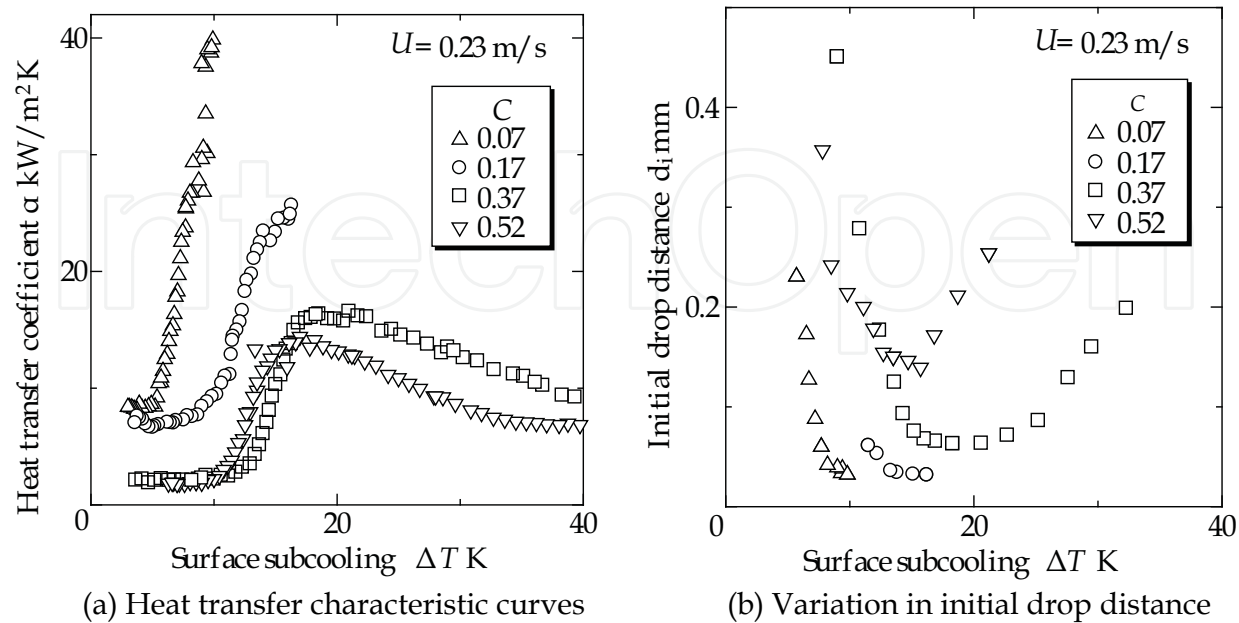 Heat transfer coefficient α kW/m²K
40
20
0
U= 0.23 m/s
C
△ 0.07
○ 0.17
□ 0.37
▽ 0.52
0 20 40
Surface subcooling ΔT K
(a) Heat transfer characteristic curves
Initial drop distance dᵢ mm
0.4
0.2
0
U= 0.23 m/s
C
△ 0.07
○ 0.17
□ 0.37
▽ 0.52
0 20 40
Surface subcooling ΔT K
(b) Variation in initial drop distance
IntechOpen